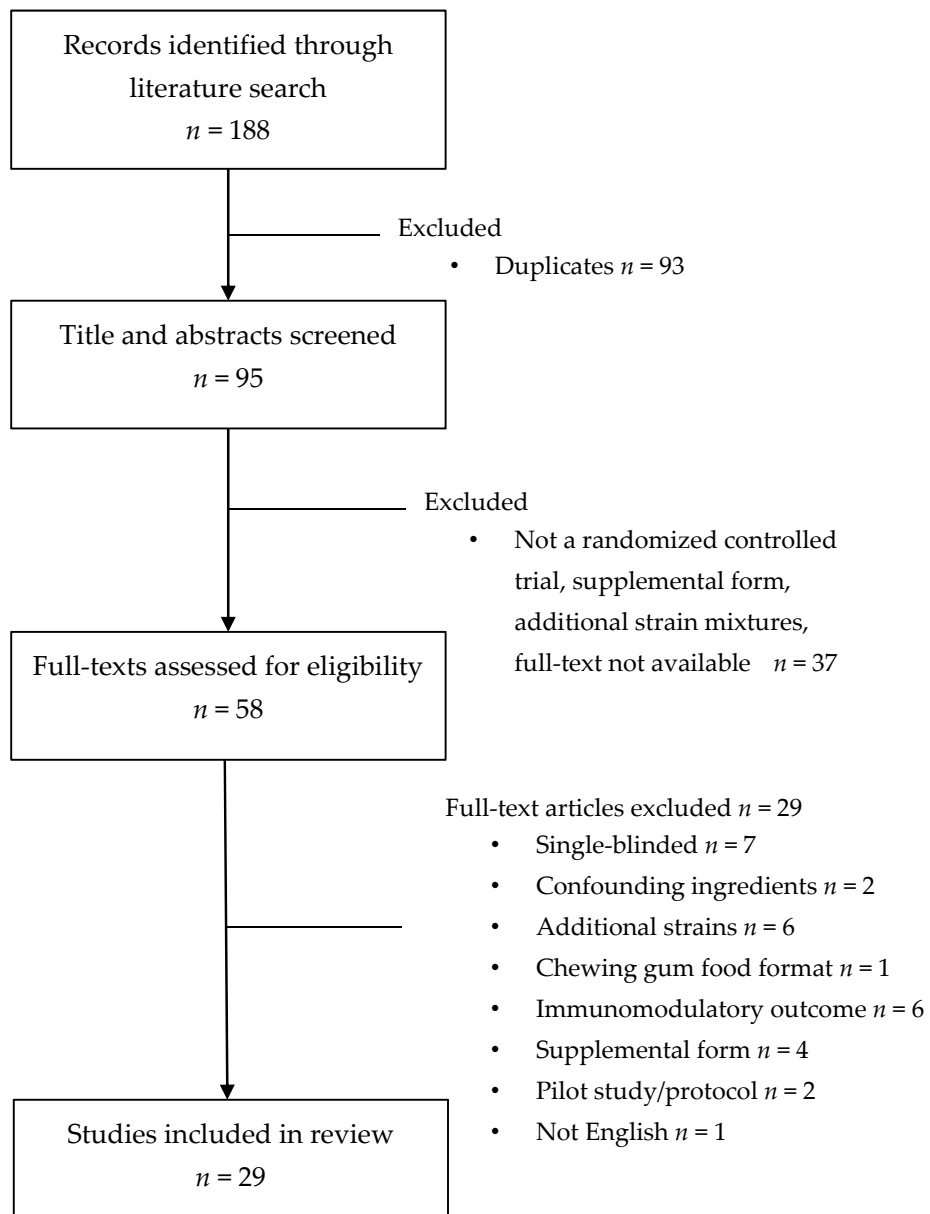 Records identified through
literature search
n = 188
Excluded
• Duplicates n = 93
Title and abstracts screened
n = 95
Excluded
• Not a randomized controlled
trial, supplemental form,
additional strain mixtures,
full-text not available n = 37
Full-texts assessed for eligibility
n = 58
Full-text articles excluded n = 29
• Single-blinded n = 7
• Confounding ingredients n = 2
• Additional strains n = 6
• Chewing gum food format n = 1
• Immunomodulatory outcome n = 6
• Supplemental form n = 4
• Pilot study/protocol n = 2
• Not English n = 1
Studies included in review
n = 29